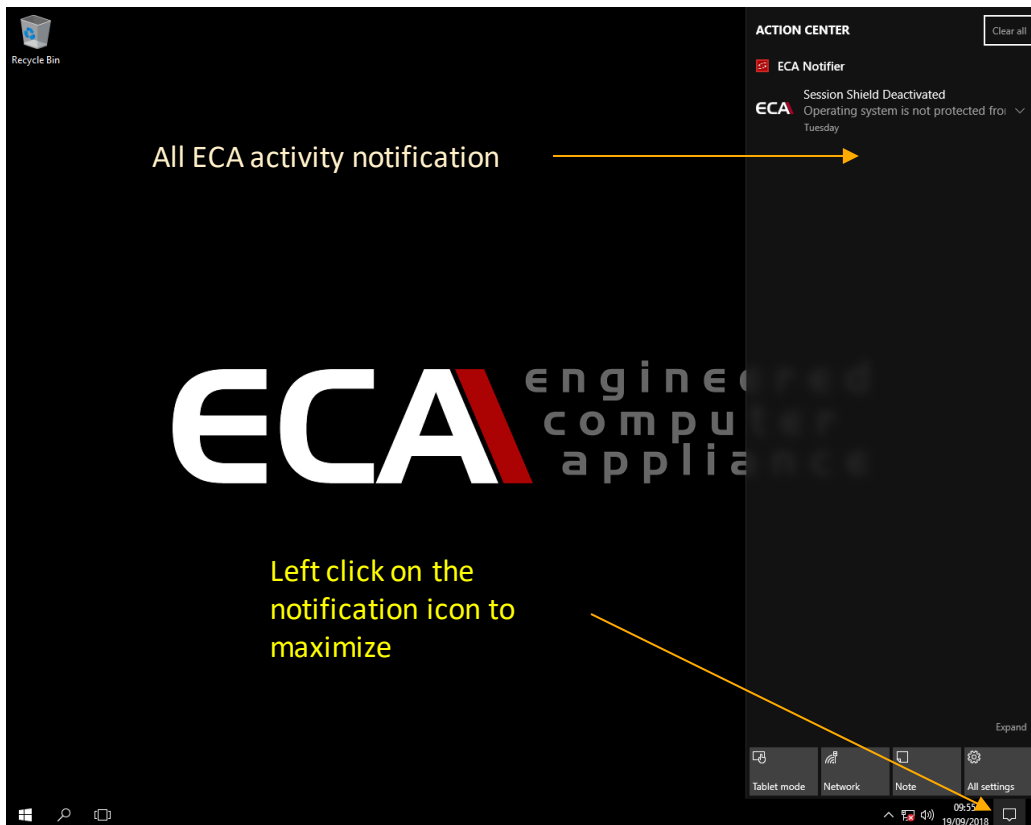 Recycle Bin
ACTION CENTER
Clear all
ECA Notifier
ECA
Session Shield Deactivated
Operating system is not protected fro
Tuesday
All ECA activity notification
ECA
engineered
computer
appliance
Left click on the
notification icon to
maximize
Expand
Tablet mode
Network
Note
All settings
09:55
19/09/2018